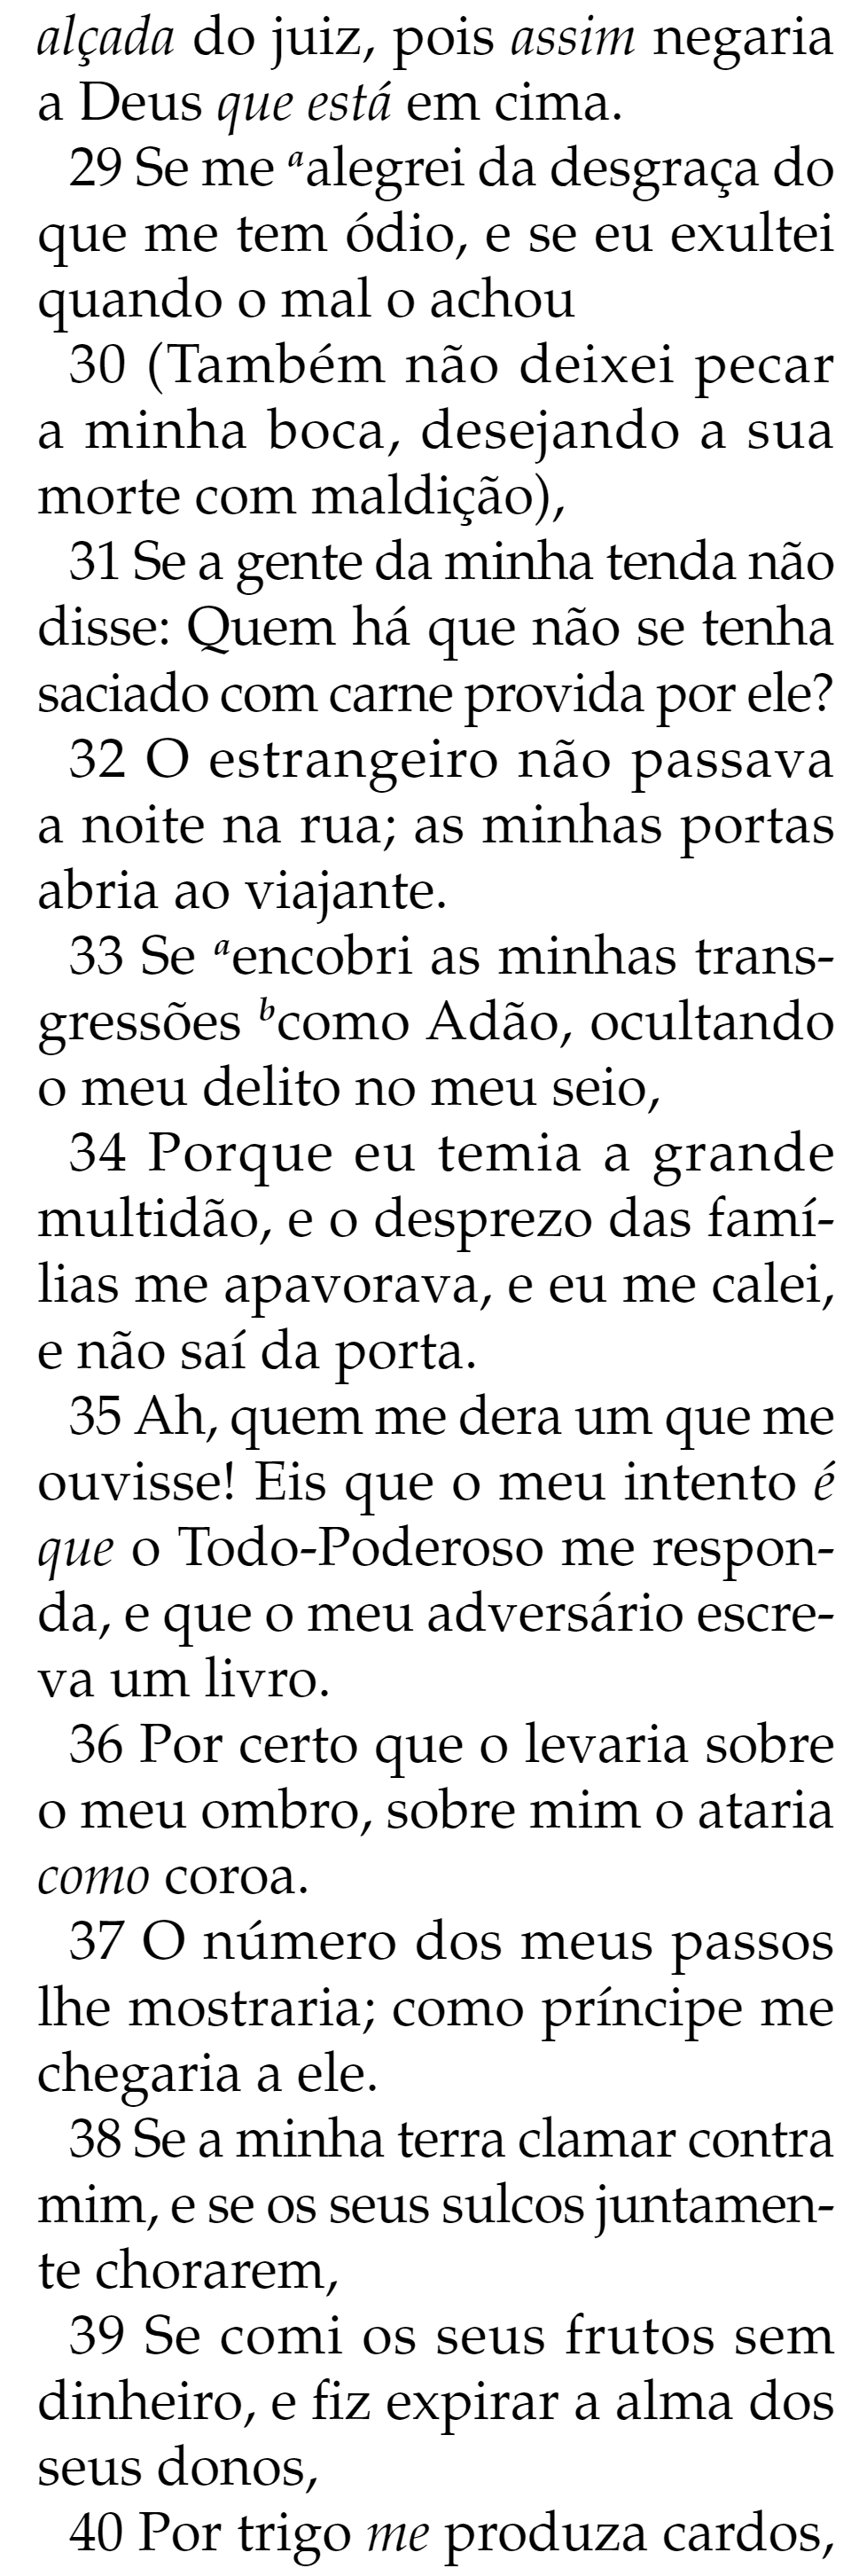 alçada do juiz, pois assim negaria
a Deus que está em cima.
29 Se me ᵃalegrei da desgraça do
que me tem ódio, e se eu exultei
quando o mal o achou
30 (Também não deixei pecar
a minha boca, desejando a sua
morte com maldição),
31 Se a gente da minha tenda não
disse: Quem há que não se tenha
saciado com carne provida por ele?
32 O estrangeiro não passava
a noite na rua; as minhas portas
abria ao viajante.
33 Se ᵃencobri as minhas trans-
gressões ᵇcomo Adão, ocultando
o meu delito no meu seio,
34 Porque eu temia a grande
multidão, e o desprezo das famí-
lias me apavorava, e eu me calei,
e não saí da porta.
35 Ah, quem me dera um que me
ouvisse! Eis que o meu intento é
que o Todo-Poderoso me respon-
da, e que o meu adversário escre-
va um livro.
36 Por certo que o levaria sobre
o meu ombro, sobre mim o ataria
como coroa.
37 O número dos meus passos
lhe mostraria; como príncipe me
chegaria a ele.
38 Se a minha terra clamar contra
mim, e se os seus sulcos juntamen-
te chorarem,
39 Se comi os seus frutos sem
dinheiro, e fiz expirar a alma dos
seus donos,
40 Por trigo me produza cardos,